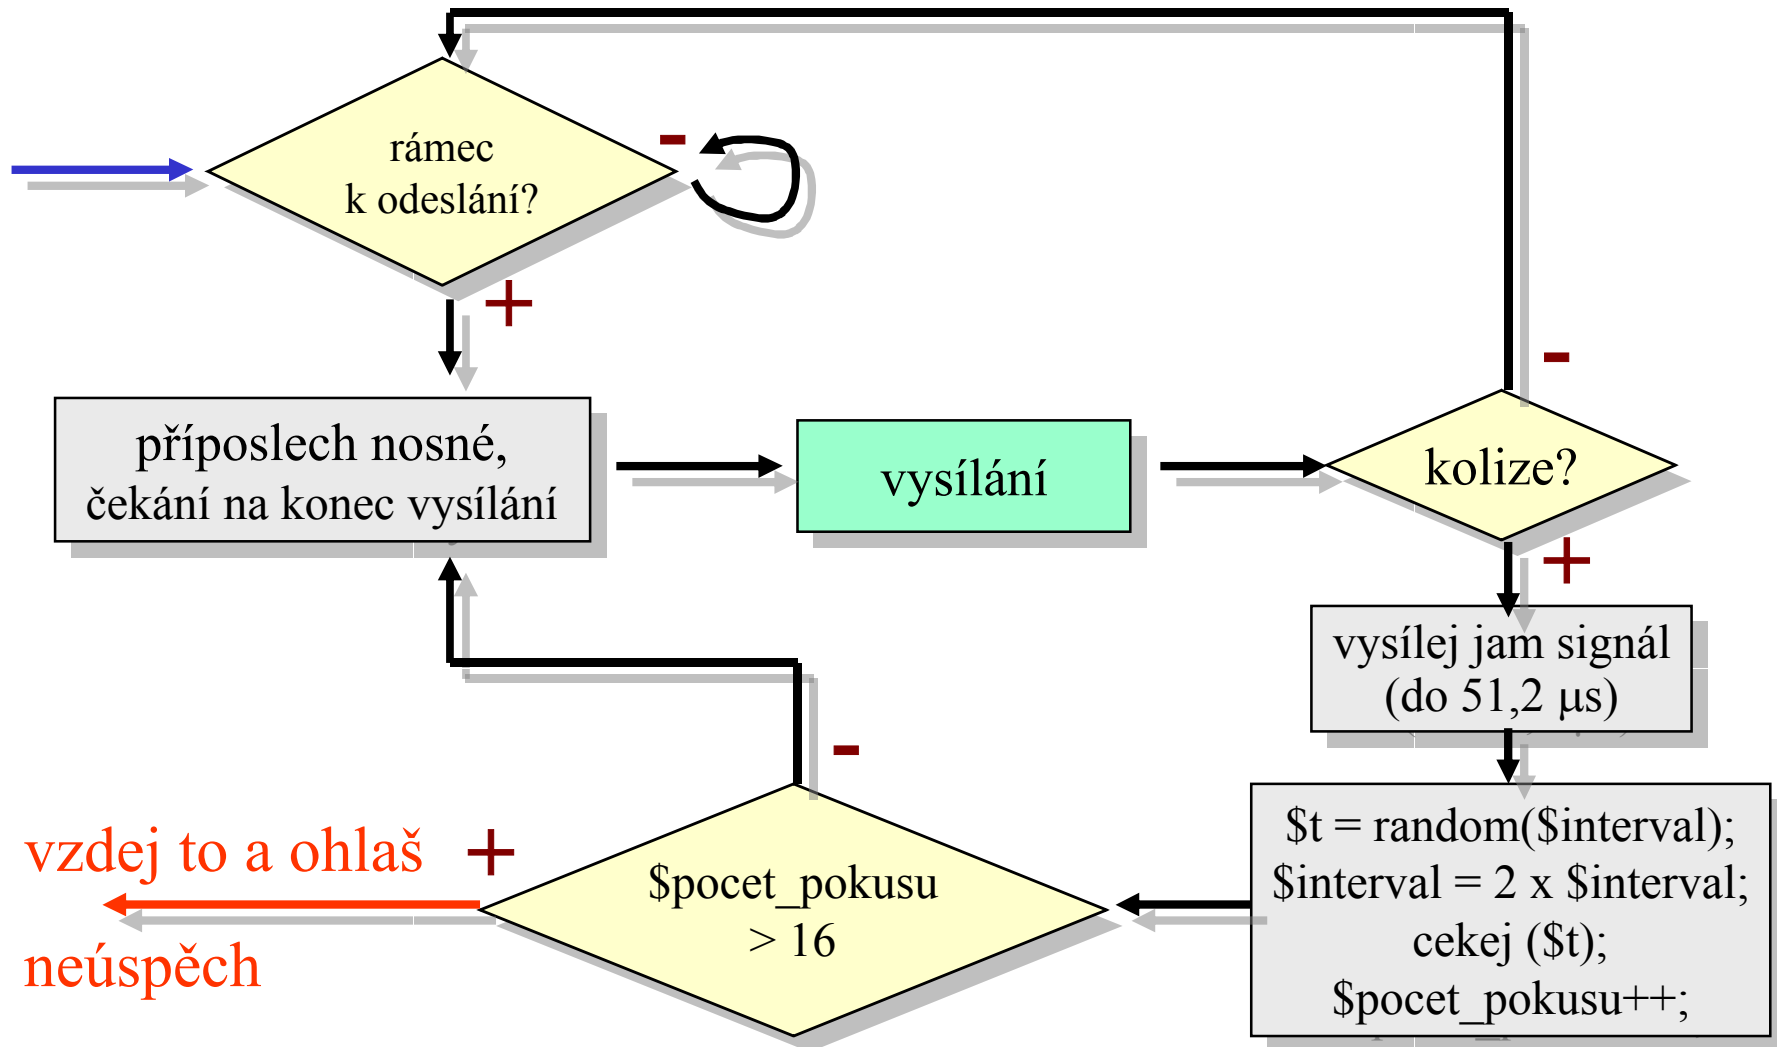 rámec
k odeslání?
-
+
příposlech nosné,
čekání na konec vysílání
vysílání
kolize?
-
+
vysílej jam signál
(do 51,2 μs)
$t = random($interval);
$interval = 2 x $interval;
cekej ($t);
$pocet_pokusu++;
$pocet_pokusu
> 16
-
+
vzdej to a ohlaš
neúspěch